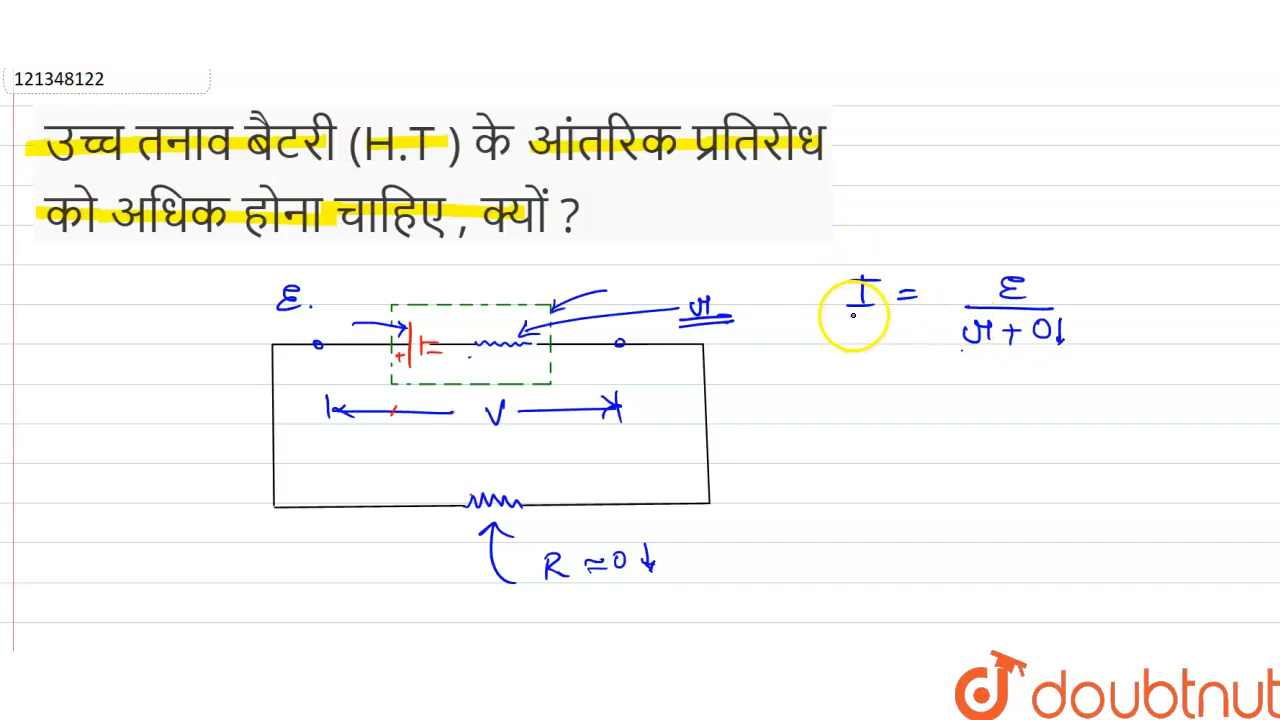 121348122
उच्च तनाव बैटरी (H.T ) के आंतरिक प्रतिरोध
को अधिक होना चाहिए , क्यों ?
ε.
r
I = ε
r + 0↓
+
V
R ≈ 0 ↓
doubtnut